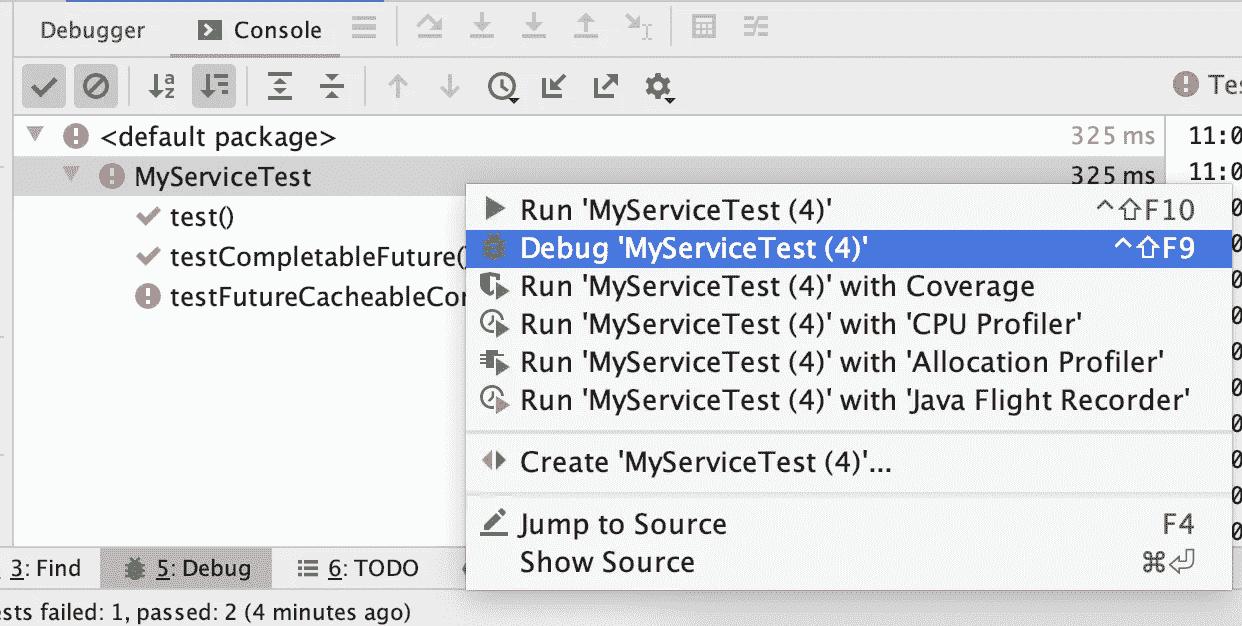 Debugger Console
<default package> 325 ms 11:0
MyServiceTest 325 ms 11:0
test()
testCompletableFuture()
testFutureCacheableCor
Run 'MyServiceTest (4)' ^⇧F10
Debug 'MyServiceTest (4)' ^⇧F9
Run 'MyServiceTest (4)' with Coverage
Run 'MyServiceTest (4)' with 'CPU Profiler'
Run 'MyServiceTest (4)' with 'Allocation Profiler'
Run 'MyServiceTest (4)' with 'Java Flight Recorder'
Create 'MyServiceTest (4)'...
Jump to Source F4
Show Source ⌘⏎
3: Find 5: Debug 6: TODO
ests failed: 1, passed: 2 (4 minutes ago)